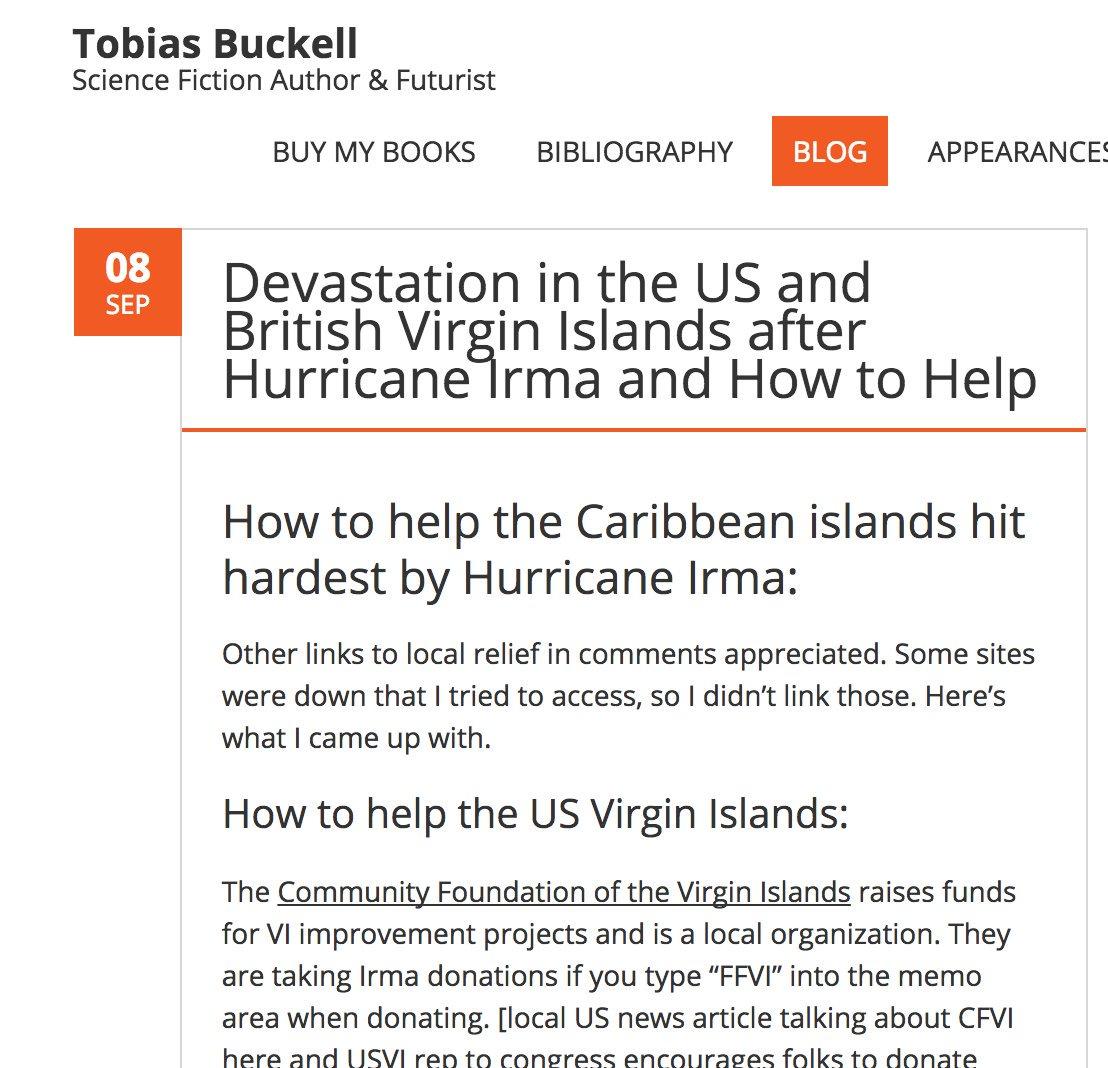 Tobias Buckell
Science Fiction Author & Futurist
BUY MY BOOKS BIBLIOGRAPHY BLOG APPEARANCES
08
SEP
Devastation in the US and
British Virgin Islands after
Hurricane Irma and How to Help
How to help the Caribbean islands hit
hardest by Hurricane Irma:
Other links to local relief in comments appreciated. Some sites
were down that I tried to access, so I didn’t link those. Here’s
what I came up with.
How to help the US Virgin Islands:
The Community Foundation of the Virgin Islands raises funds
for VI improvement projects and is a local organization. They
are taking Irma donations if you type “FFVI” into the memo
area when donating. [local US news article talking about CFVI
here and USVI rep to congress encourages folks to donate